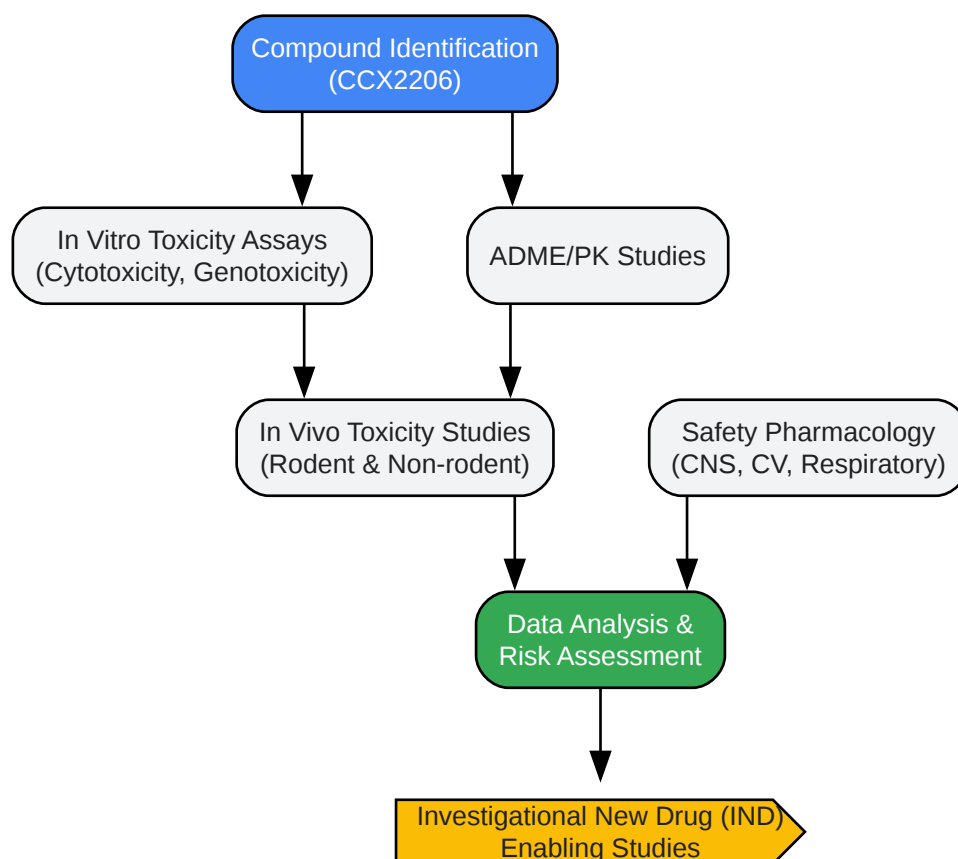 Compound Identification
(CCX2206)
In Vitro Toxicity Assays
(Cytotoxicity, Genotoxicity)
ADME/PK Studies
In Vivo Toxicity Studies
(Rodent & Non-rodent)
Safety Pharmacology
(CNS, CV, Respiratory)
Data Analysis &
Risk Assessment
Investigational New Drug (IND)
Enabling Studies